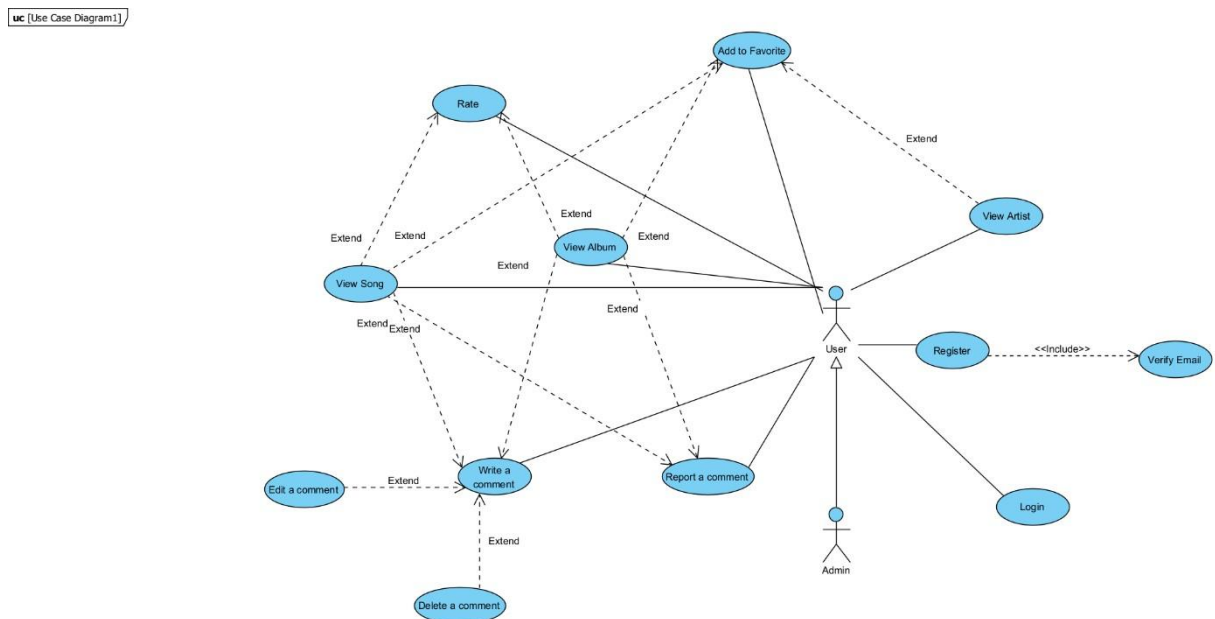 uc [Use Case Diagram1]
Add to Favorite
Rate
Extend
View Artist
Extend
Extend
Extend
Extend
View Album
Extend
View Song
Extend
Extend
Extend
User
Register
<<Include>>
Verify Email
Write a
comment
Report a comment
Edit a comment
Extend
Login
Extend
Admin
Delete a comment